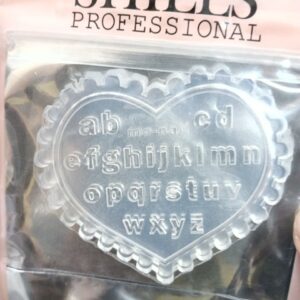 PROFESSIONAL
ab cd
efghijklmn
opqrstuv
wxyz